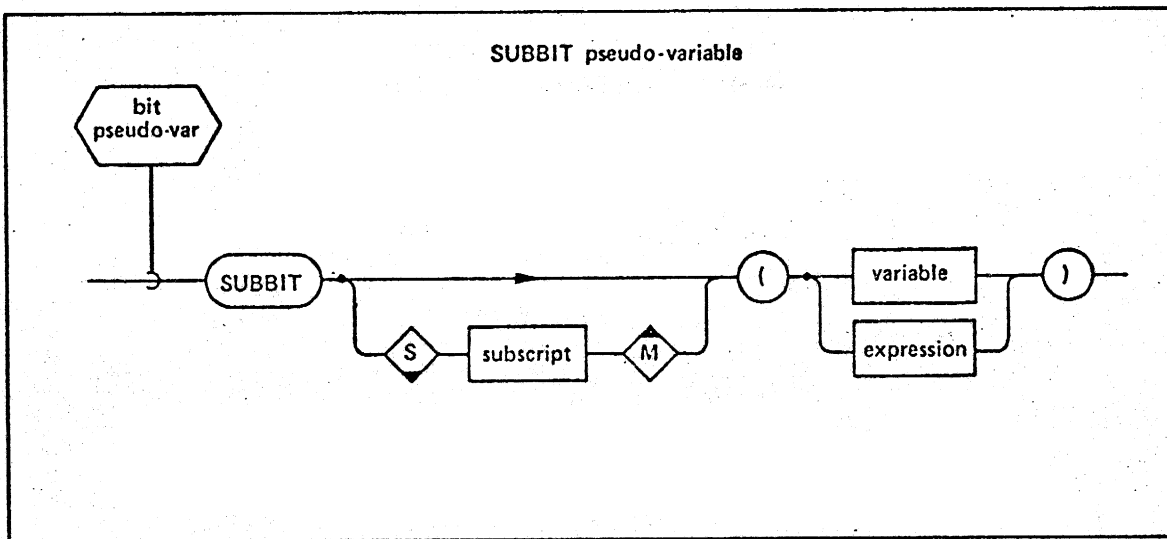 SUBBIT pseudo-variable
bit
pseudo-var
SUBBIT
(
variable
)
S
subscript
M
expression